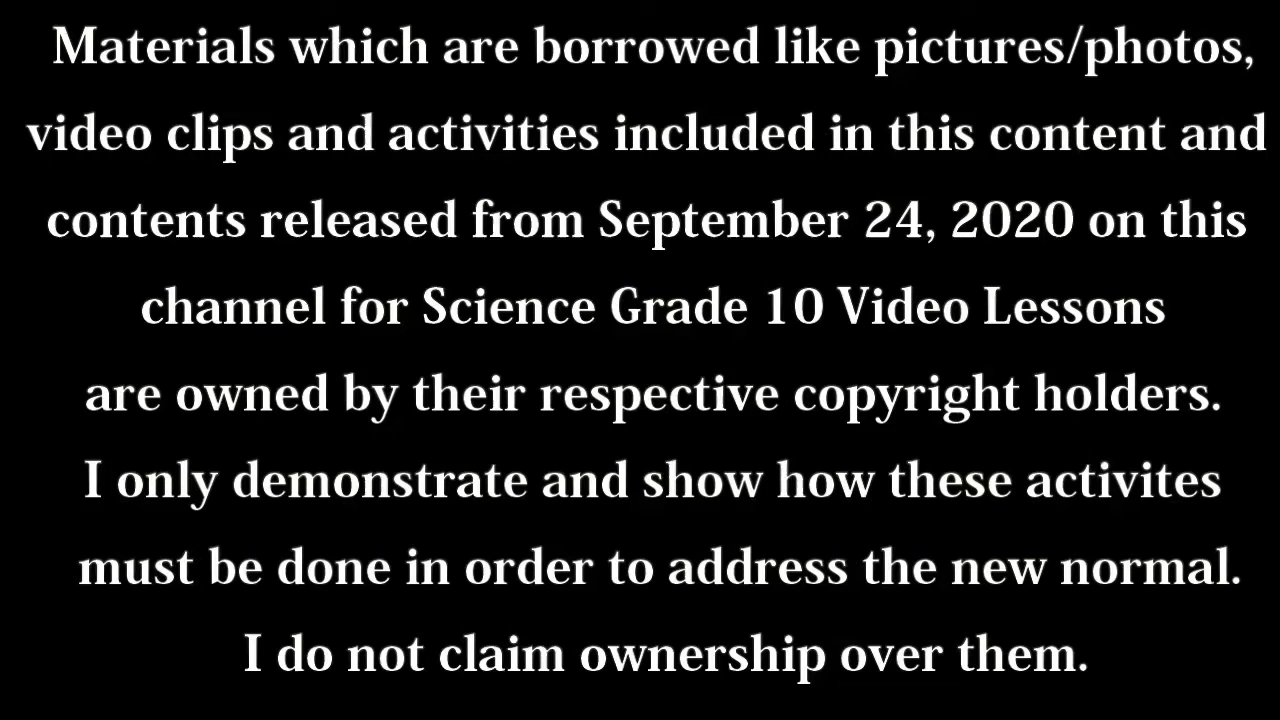 Materials which are borrowed like pictures/photos,
video clips and activities included in this content and
contents released from September 24, 2020 on this
channel for Science Grade 10 Video Lessons
are owned by their respective copyright holders.
I only demonstrate and show how these activites
must be done in order to address the new normal.
I do not claim ownership over them.